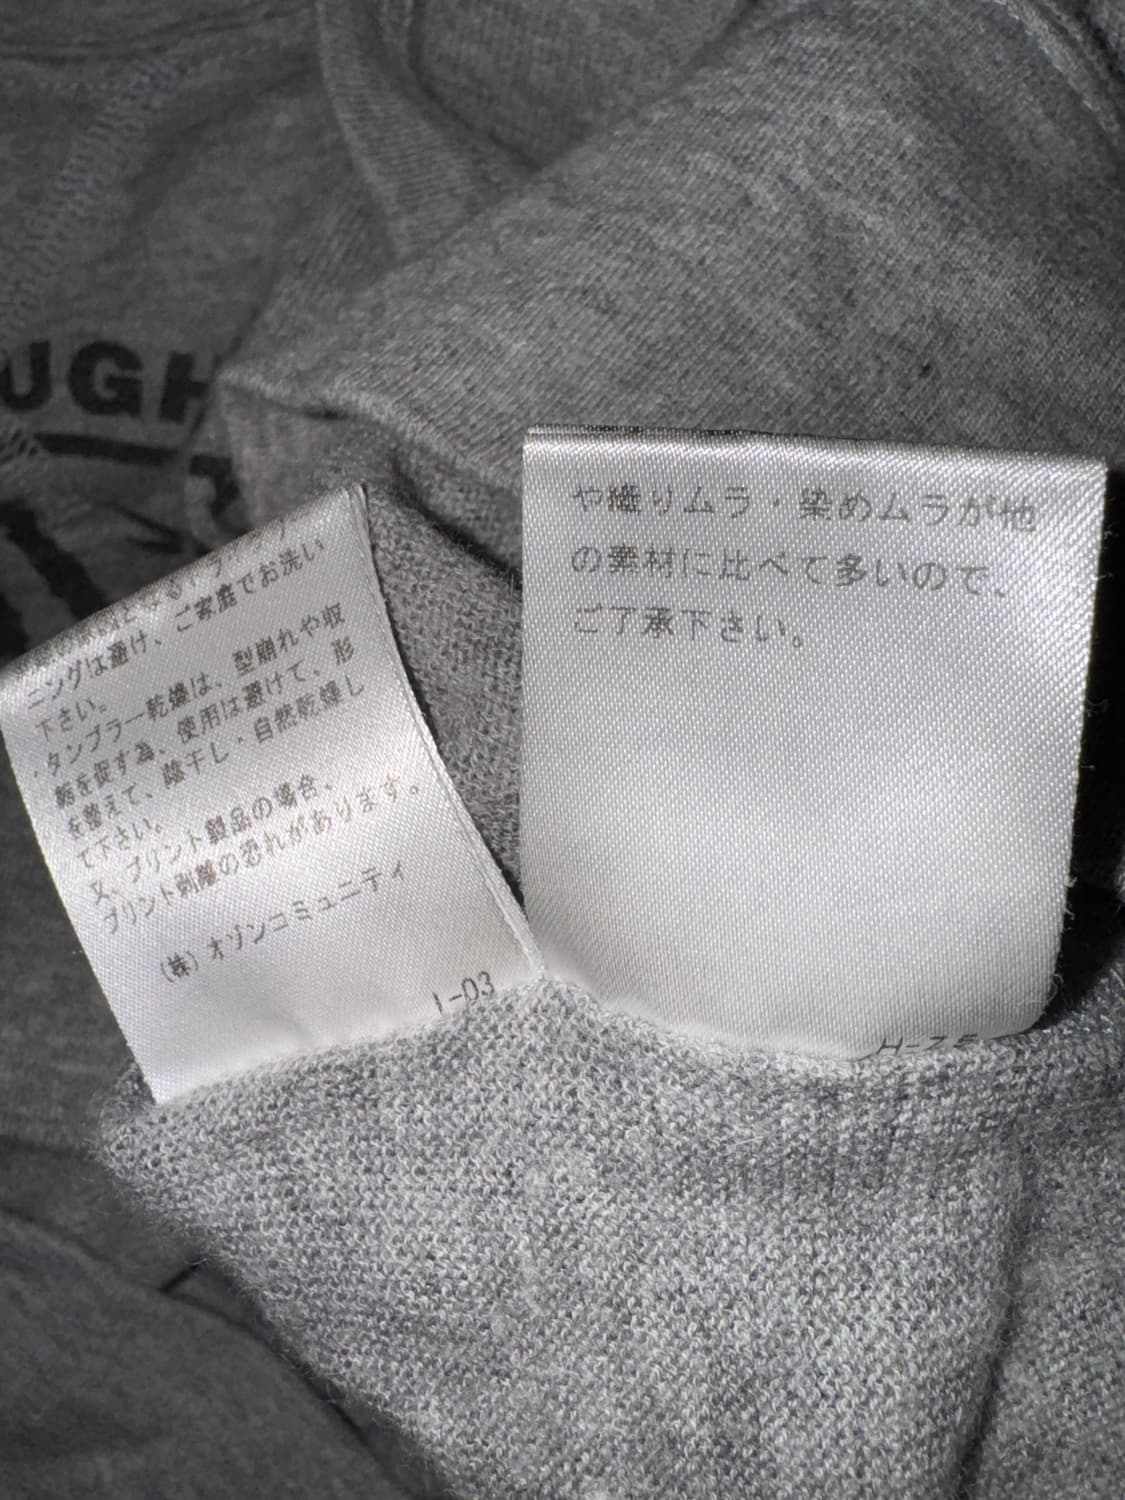 UGH
ニングは避け、ご家庭でお洗い
下さい。
・タンブラー乾燥は、型崩れや収
縮を促す為、使用は避けて、形
を整えて、陰干し・自然乾燥し
て下さい。
又、プリント製品の場合、
プリント剥離の恐れがあります。
(株)オゾンコミュニティ
I-03
や織りムラ・染めムラが他
の素材に比べて多いので、
ご了承下さい。